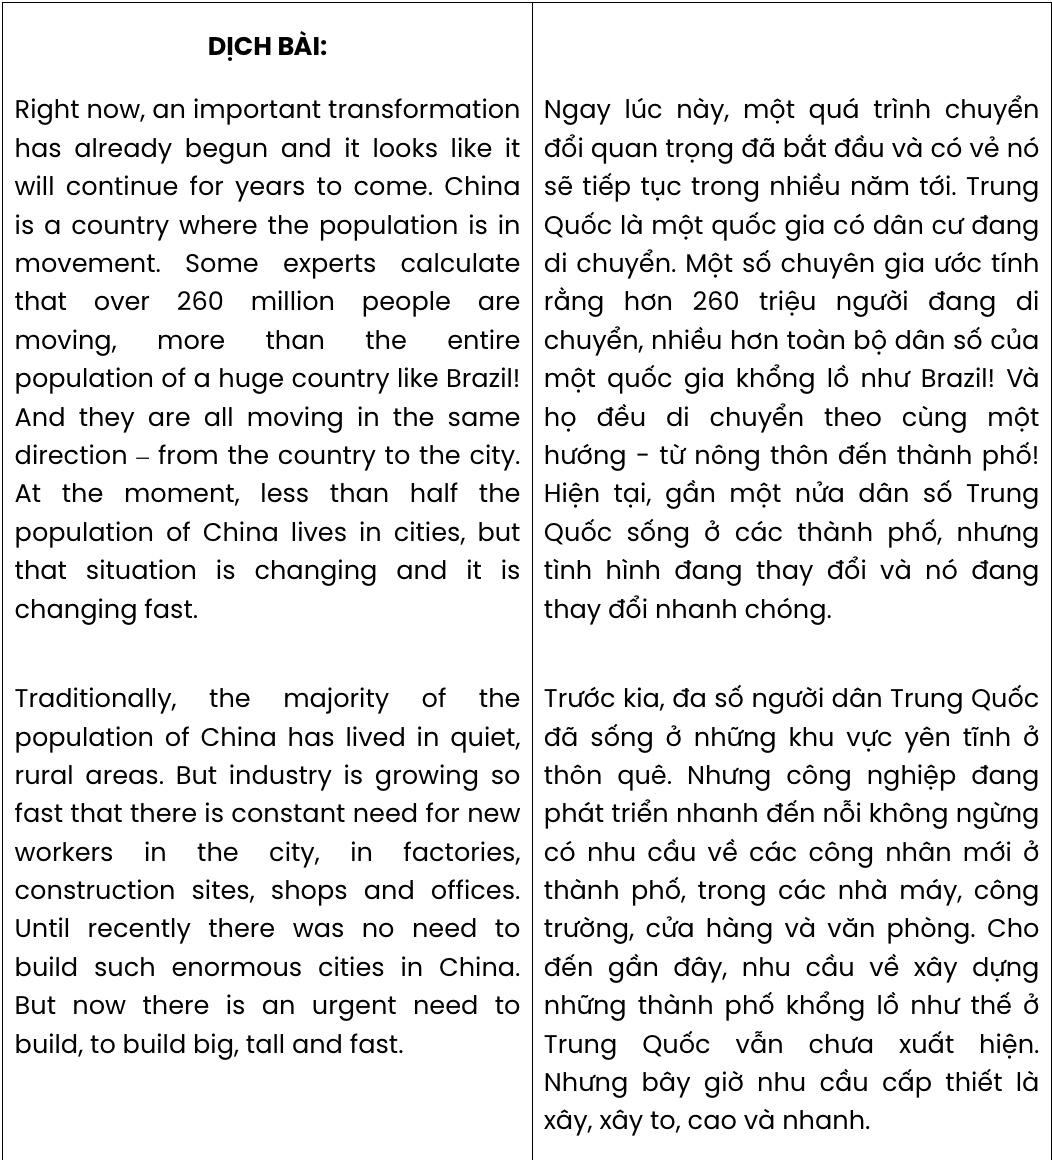 DỊCH BÀI:
Right now, an important transformation
has already begun and it looks like it
will continue for years to come. China
is a country where the population is in
movement. Some experts calculate
that over 260 million people are
moving, more than the entire
population of a huge country like Brazil!
And they are all moving in the same
direction – from the country to the city.
At the moment, less than half the
population of China lives in cities, but
that situation is changing and it is
changing fast.
Ngay lúc này, một quá trình chuyển
đổi quan trọng đã bắt đầu và có vẻ nó
sẽ tiếp tục trong nhiều năm tới. Trung
Quốc là một quốc gia có dân cư đang
di chuyển. Một số chuyên gia ước tính
rằng hơn 260 triệu người đang di
chuyển, nhiều hơn toàn bộ dân số của
một quốc gia khổng lồ như Brazil! Và
họ đều di chuyển theo cùng một
hướng - từ nông thôn đến thành phố!
Hiện tại, gần một nửa dân số Trung
Quốc sống ở các thành phố, nhưng
tình hình đang thay đổi và nó đang
thay đổi nhanh chóng.
Traditionally, the majority of the
population of China has lived in quiet,
rural areas. But industry is growing so
fast that there is constant need for new
workers in the city, in factories,
construction sites, shops and offices.
Until recently there was no need to
build such enormous cities in China.
But now there is an urgent need to
build, to build big, tall and fast.
Trước kia, đa số người dân Trung Quốc
đã sống ở những khu vực yên tĩnh ở
thôn quê. Nhưng công nghiệp đang
phát triển nhanh đến nỗi không ngừng
có nhu cầu về các công nhân mới ở
thành phố, trong các nhà máy, công
trường, cửa hàng và văn phòng. Cho
đến gần đây, nhu cầu về xây dựng
những thành phố khổng lồ như thế ở
Trung Quốc vẫn chưa xuất hiện.
Nhưng bây giờ nhu cầu cấp thiết là
xây, xây to, cao và nhanh.